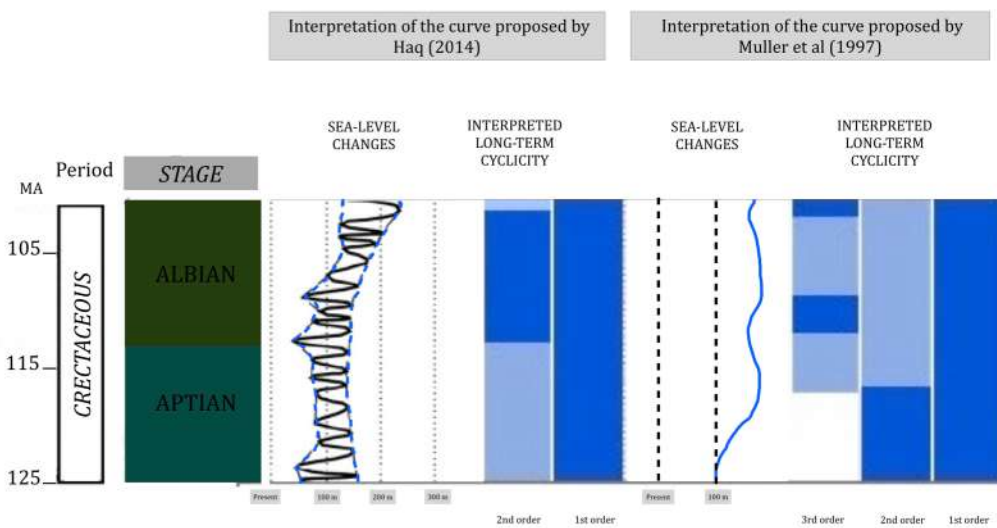 Interpretation of the curve proposed by
Haq (2014)
Interpretation of the curve proposed by
Muller et al (1997)
SEA-LEVEL
CHANGES
INTERPRETED
LONG-TERM
CYCLICITY
SEA-LEVEL
CHANGES
INTERPRETED
LONG-TERM
CYCLICITY
MA
Period
STAGE
105
115
125
CRECTACEOUS
ALBIAN
APTIAN
Present
100 m
200 m
300 m
Present
100 m
2nd order
1st order
3rd order
2nd order
1st order